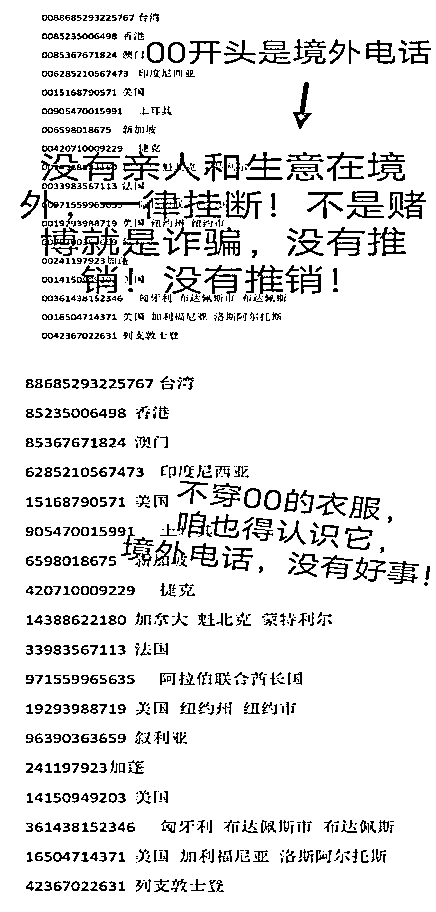 0088685293225767 台湾
0085235006498 香港
0085367671824 澳门
00开头是境外电话
006285210567473 印度尼西亚
0015168790571 美国
00905470015991 土耳其
006598018675 新加坡
00420710009229 捷克
没有亲人和生意在境
0033983567113 法国
外，一律挂断！不是赌
0019293988719 美国 纽约州 纽约市
博就是诈骗，没有推
00241197923
销！没有推销！
00361438152346 匈牙利 布达佩斯市 布达佩斯
0016504714371 美国 加利福尼亚 洛斯阿尔托斯
0042367022631 列支敦士登
88685293225767 台湾
85235006498 香港
85367671824 澳门
6285210567473 印度尼西亚
15168790571 美国
不穿00的衣服，
905470015991 土耳其
咱也得认识它，
6598018675 新加坡
境外电话，没有好事！
420710009229 捷克
14388622180 加拿大 魁北克 蒙特利尔
33983567113 法国
971559965635 阿拉伯联合酋长国
19293988719 美国 纽约州 纽约市
96390363659 叙利亚
241197923加蓬
14150949203 美国
361438152346 匈牙利 布达佩斯市 布达佩斯
16504714371 美国 加利福尼亚 洛斯阿尔托斯
42367022631 列支敦士登